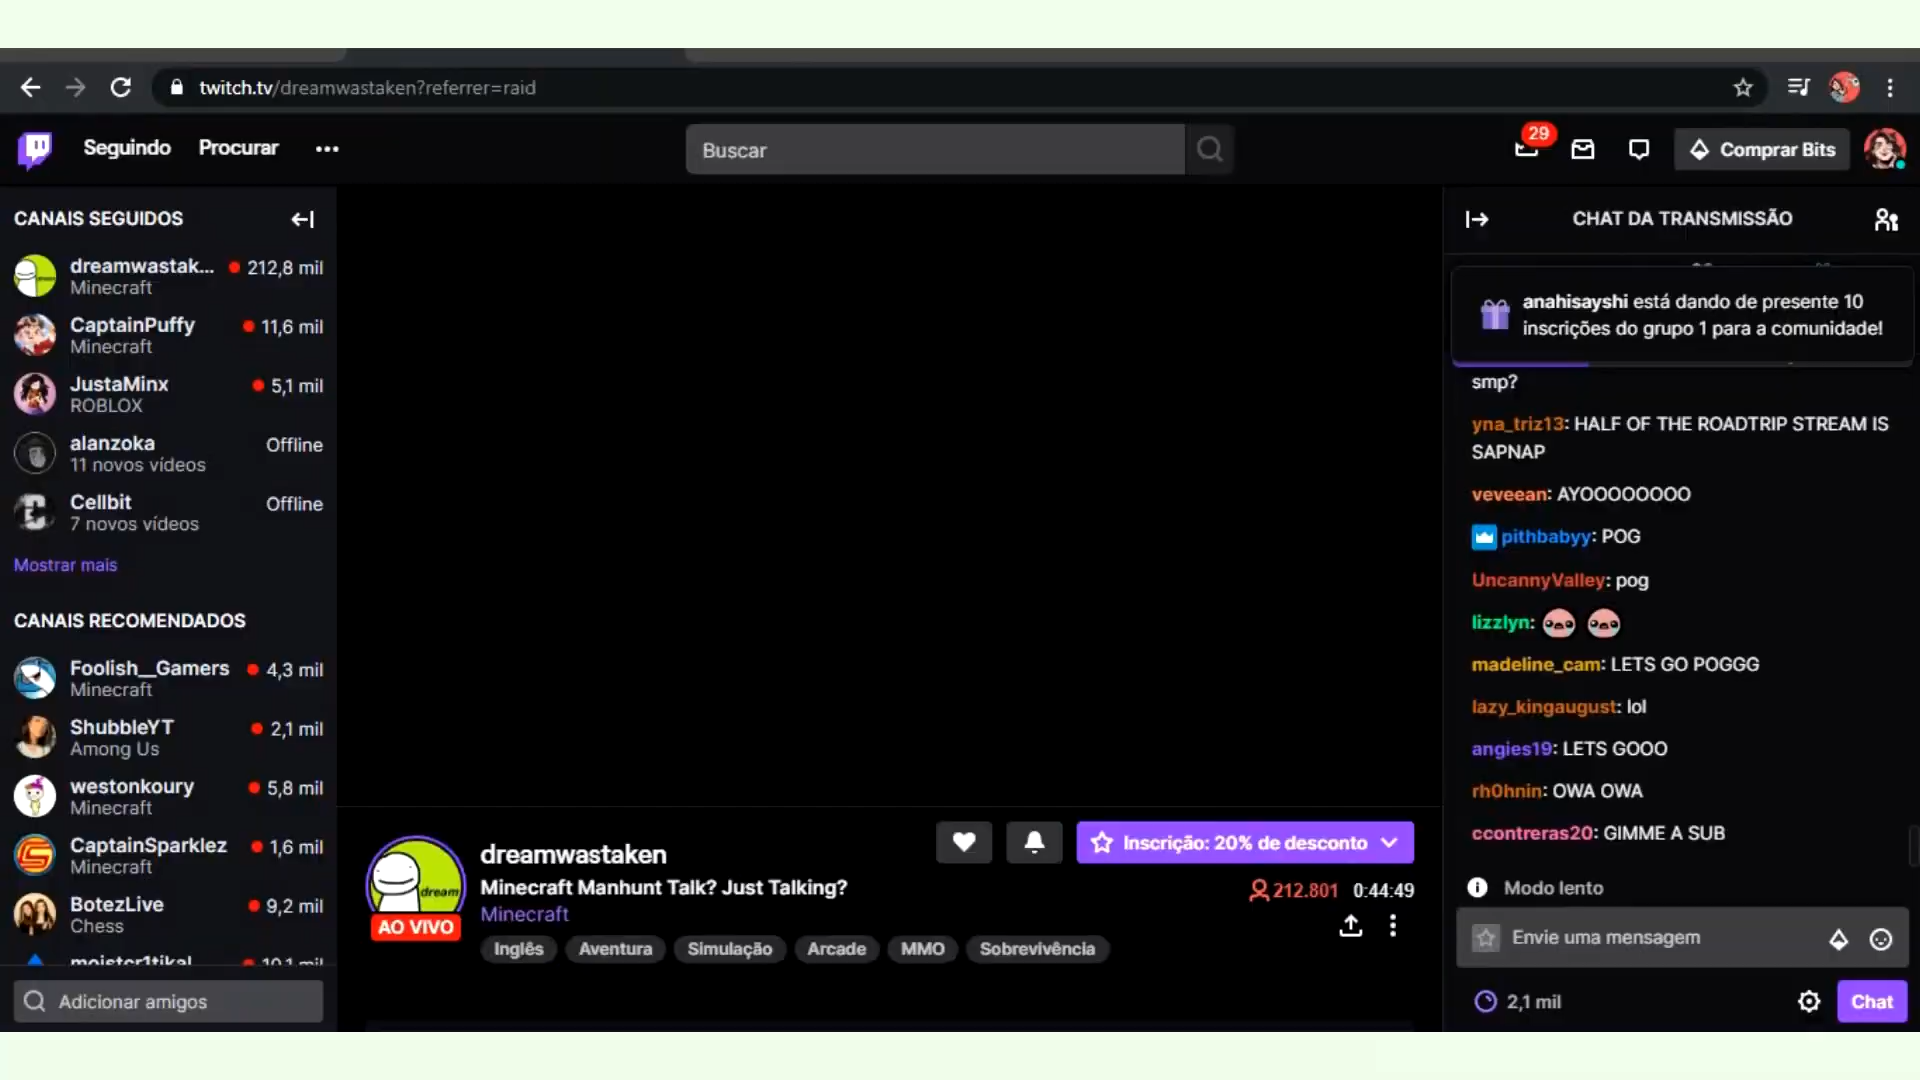 twitch.tv/dreamwastaken?referrer=raid
Seguindo
Procurar
Buscar
29
Comprar Bits
CANAIS SEGUIDOS
dreamwastak... 212,8 mil
Minecraft
CaptainPuffy 11,6 mil
Minecraft
JustaMinx 5,1 mil
ROBLOX
alanzoka Offline
11 novos vídeos
Cellbit Offline
7 novos vídeos
Mostrar mais
CANAIS RECOMENDADOS
Foolish__Gamers 4,3 mil
Minecraft
ShubbleYT 2,1 mil
Among Us
westonkoury 5,8 mil
Minecraft
CaptainSparklez 1,6 mil
Minecraft
BotezLive 9,2 mil
Chess
moistcr1tikal 10,1 mil
Adicionar amigos
dream
AO VIVO
dreamwastaken
Minecraft Manhunt Talk? Just Talking?
Minecraft
Inglês Aventura Simulação Arcade MMO Sobrevivência
Inscrição: 20% de desconto
212.801 0:44:49
CHAT DA TRANSMISSÃO
anahisayshi está dando de presente 10
inscrições do grupo 1 para a comunidade!
smp?
yna_triz13: HALF OF THE ROADTRIP STREAM IS
SAPNAP
veveean: AYOOOOOOOO
pithbabyy: POG
UncannyValley: pog
lizzlyn:
madeline_cam: LETS GO POGGG
lazy_kingaugust: lol
angies19: LETS GOOO
rh0hnin: OWA OWA
ccontreras20: GIMME A SUB
Modo lento
Envie uma mensagem
2,1 mil
Chat